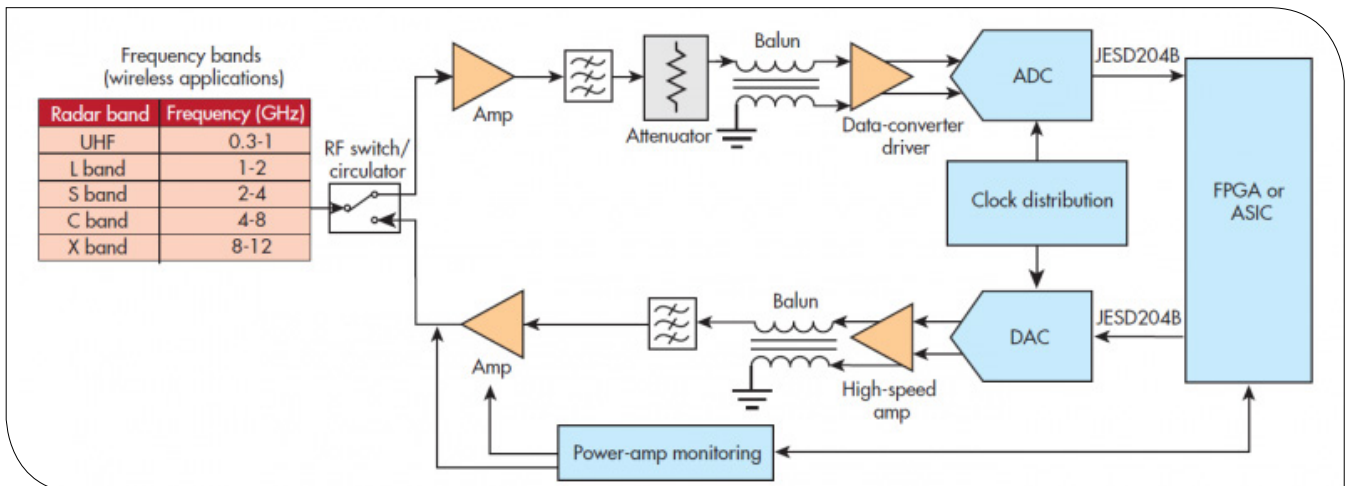 Frequency bands
(wireless applications)
Radar band Frequency (GHz)
UHF 0.3-1
L band 1-2
S band 2-4
C band 4-8
X band 8-12
RF switch/
circulator
Amp
Attenuator
Balun
Data-converter
driver
ADC
JESD204B
Clock distribution
FPGA or
ASIC
Amp
Balun
High-speed
amp
DAC
JESD204B
Power-amp monitoring